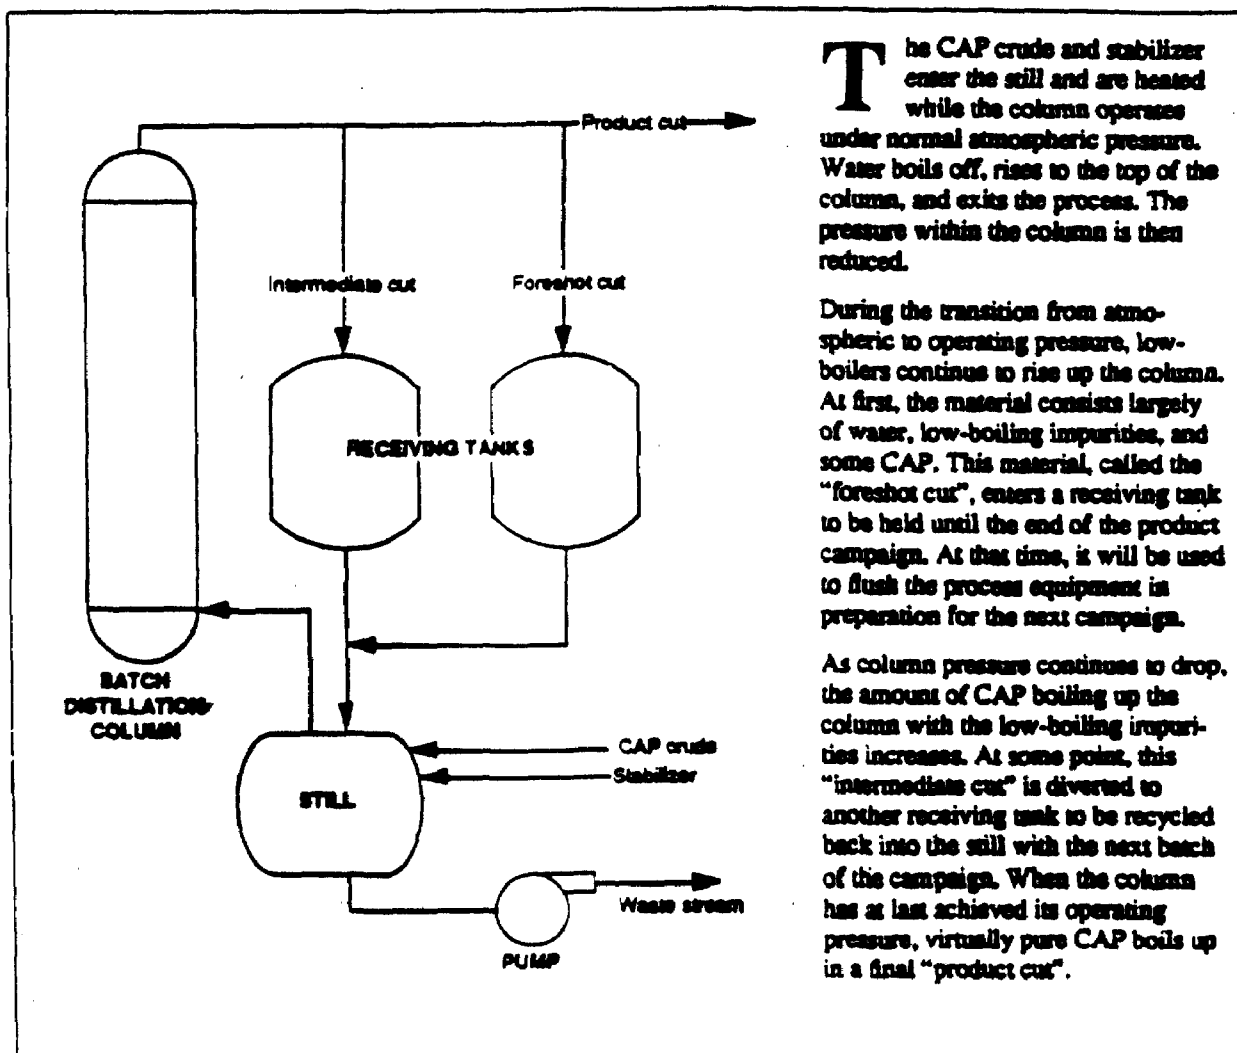 The CAP crude and stabilizer
enter the still and are heated
while the column operates
under normal atmospheric pressure.
Water boils off, rises to the top of the
column, and exits the process. The
pressure within the column is then
reduced.
During the transition from atmo-
spheric to operating pressure, low-
boilers continue to rise up the column.
At first, the material consists largely
of water, low-boiling impurities, and
some CAP. This material, called the
"foreshot cut", enters a receiving tank
to be held until the end of the product
campaign. At that time, it will be used
to flush the process equipment in
preparation for the next campaign.
As column pressure continues to drop,
the amount of CAP boiling up the
column with the low-boiling impuri-
ties increases. At some point, this
"intermediate cut" is diverted to
another receiving tank to be recycled
back into the still with the next batch
of the campaign. When the column
has at last achieved its operating
pressure, virtually pure CAP boils up
in a final "product cut".
Product cut
Intermediate cut
Foreshot cut
RECEIVING TANKS
BATCH
DISTILLATION
COLUMN
CAP crude
Stabilizer
STILL
Waste stream
PUMP